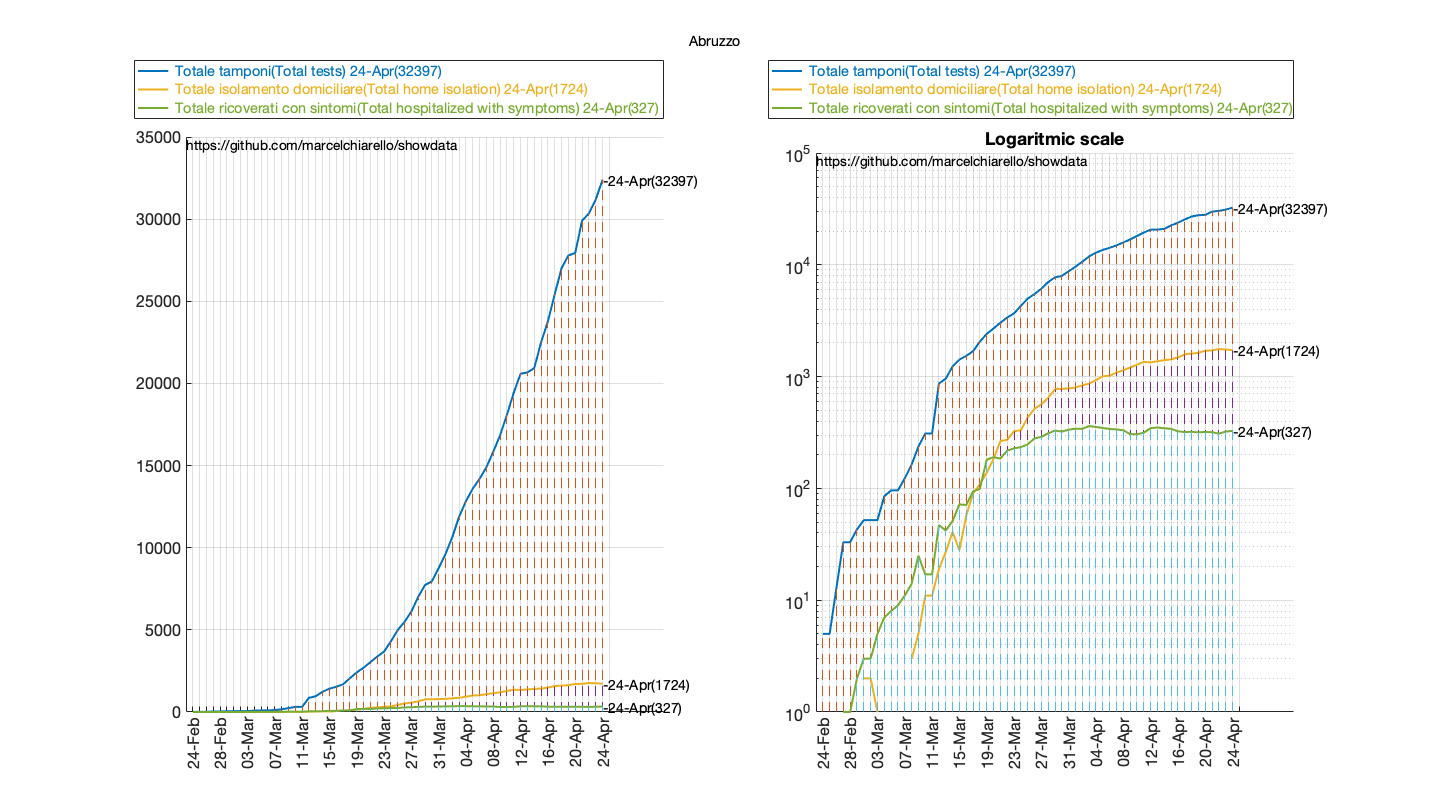 Abruzzo
Totale tamponi(Total tests) 24-Apr(32397)
Totale isolamento domiciliare(Total home isolation) 24-Apr(1724)
Totale ricoverati con sintomi(Total hospitalized with symptoms) 24-Apr(327)
35000
https://github.com/marcelchiarello/showdata
30000
25000
20000
15000
10000
5000
0
-24-Apr(32397)
-24-Apr(1724)
-24-Apr(327)
24-Feb
28-Feb
03-Mar
07-Mar
11-Mar
15-Mar
19-Mar
23-Mar
27-Mar
31-Mar
04-Apr
08-Apr
12-Apr
16-Apr
20-Apr
24-Apr
Totale tamponi(Total tests) 24-Apr(32397)
Totale isolamento domiciliare(Total home isolation) 24-Apr(1724)
Totale ricoverati con sintomi(Total hospitalized with symptoms) 24-Apr(327)
Logaritmic scale
10^5
https://github.com/marcelchiarello/showdata
10^4
10^3
10^2
10^1
10^0
-24-Apr(32397)
-24-Apr(1724)
-24-Apr(327)
24-Feb
28-Feb
03-Mar
07-Mar
11-Mar
15-Mar
19-Mar
23-Mar
27-Mar
31-Mar
04-Apr
08-Apr
12-Apr
16-Apr
20-Apr
24-Apr